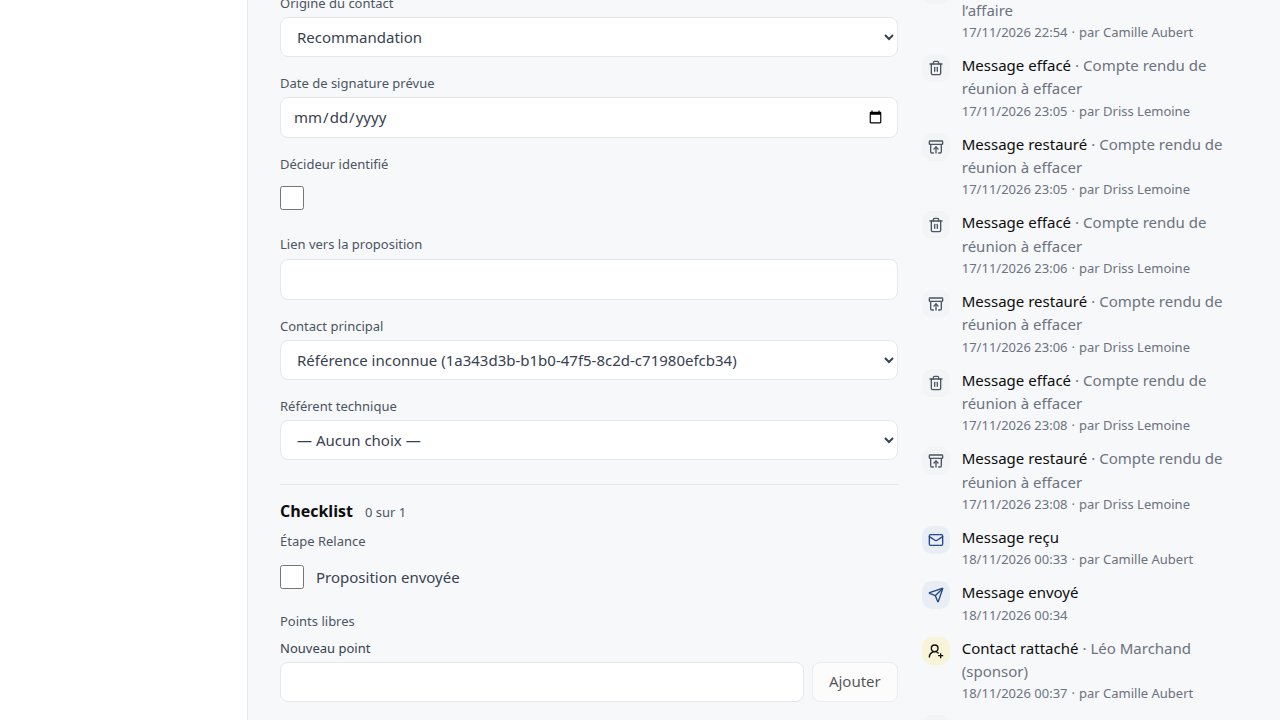 Origine du contact
Recommandation
Date de signature prévue
mm/dd/yyyy
Décideur identifié
Lien vers la proposition
Contact principal
Référence inconnue (1a343d3b-b1b0-47f5-8c2d-c71980efcb34)
Référent technique
— Aucun choix —
Checklist 0 sur 1
Étape Relance
Proposition envoyée
Points libres
Nouveau point
Ajouter
l’affaire
17/11/2026 22:54 · par Camille Aubert
Message effacé · Compte rendu de
réunion à effacer
17/11/2026 23:05 · par Driss Lemoine
Message restauré · Compte rendu de
réunion à effacer
17/11/2026 23:05 · par Driss Lemoine
Message effacé · Compte rendu de
réunion à effacer
17/11/2026 23:06 · par Driss Lemoine
Message restauré · Compte rendu de
réunion à effacer
17/11/2026 23:06 · par Driss Lemoine
Message effacé · Compte rendu de
réunion à effacer
17/11/2026 23:08 · par Driss Lemoine
Message restauré · Compte rendu de
réunion à effacer
17/11/2026 23:08 · par Driss Lemoine
Message reçu
18/11/2026 00:33 · par Camille Aubert
Message envoyé
18/11/2026 00:34
Contact rattaché · Léo Marchand
(sponsor)
18/11/2026 00:37 · par Camille Aubert